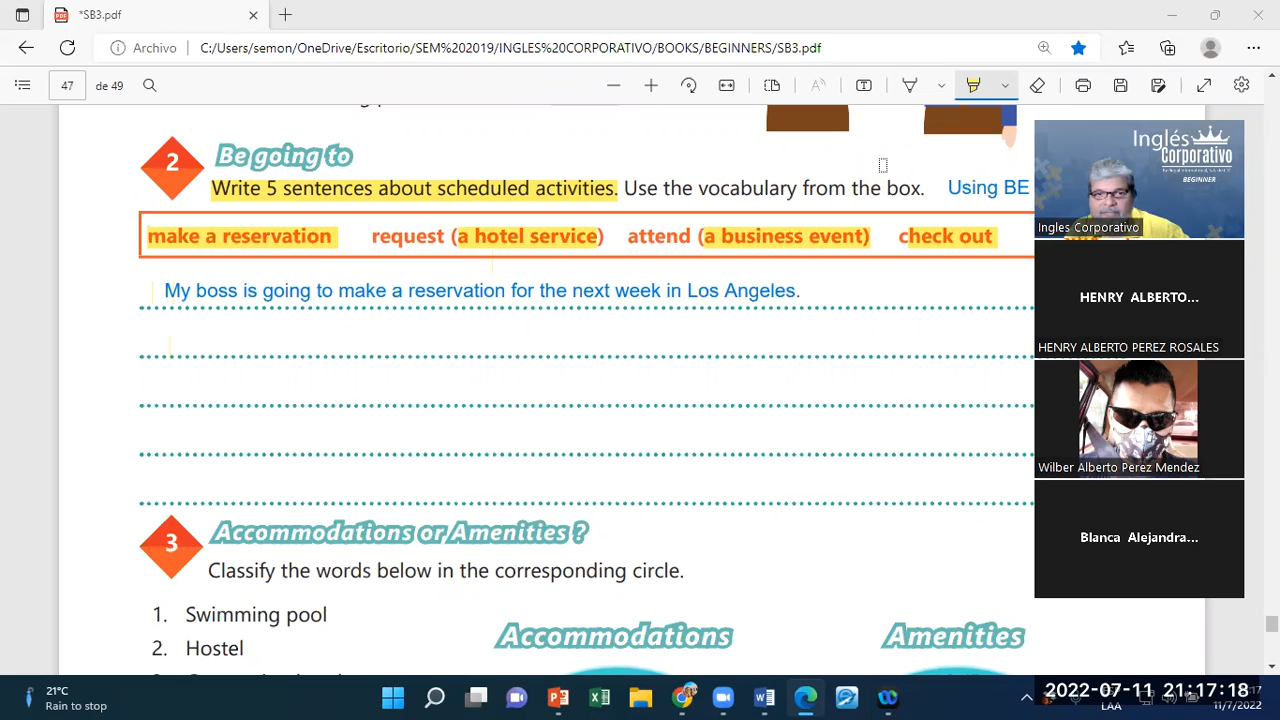 *SB3.pdf
Archivo
C:/Users/semon/OneDrive/Escritorio/SEM%202019/INGLES%20CORPORATIVO/BOOKS/BEGINNERS/SB3.pdf
47 de 49
2 Be going to
Write 5 sentences about scheduled activities. Use the vocabulary from the box. Using BE
make a reservation request (a hotel service) attend (a business event) check out
My boss is going to make a reservation for the next week in Los Angeles.
3 Accommodations or Amenities ?
Classify the words below in the corresponding circle.
1. Swimming pool
2. Hostel
Accommodations Amenities
Inglés
Corporativo
BEGINNER
Ingles Corporativo
HENRY ALBERTO...
HENRY ALBERTO PEREZ ROSALES
Wilber Alberto Perez Mendez
Blanca Alejandra...
21°C
Rain to stop
LAA
2022-07-11 21:17:18
11/7/2022